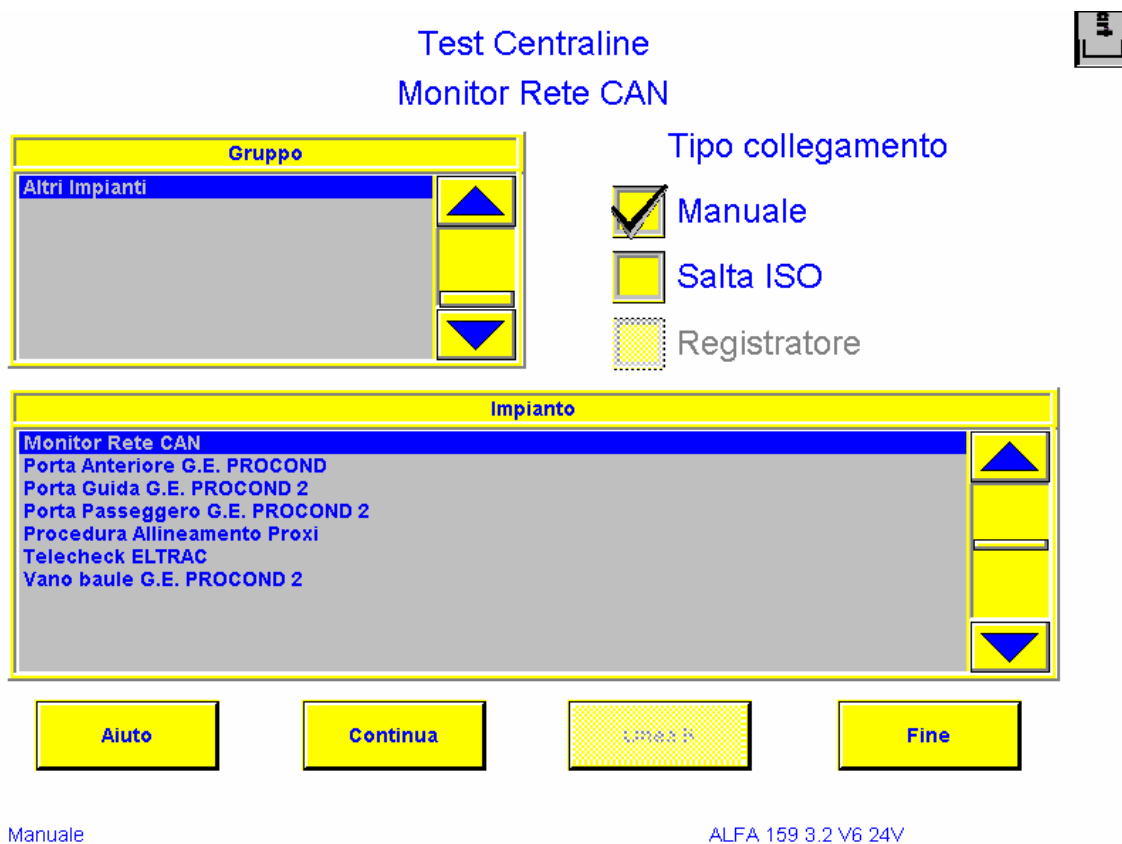 Test Centraline
Monitor Rete CAN
Gruppo
Altri Impianti
Tipo collegamento
Manuale
Salta ISO
Registratore
Impianto
Monitor Rete CAN
Porta Anteriore G.E. PROCOND
Porta Guida G.E. PROCOND 2
Porta Passeggero G.E. PROCOND 2
Procedura Allineamento Proxi
Telecheck ELTRAC
Vano baule G.E. PROCOND 2
Aiuto
Continua
Linea K
Fine
Manuale
ALFA 159 3.2 V6 24V